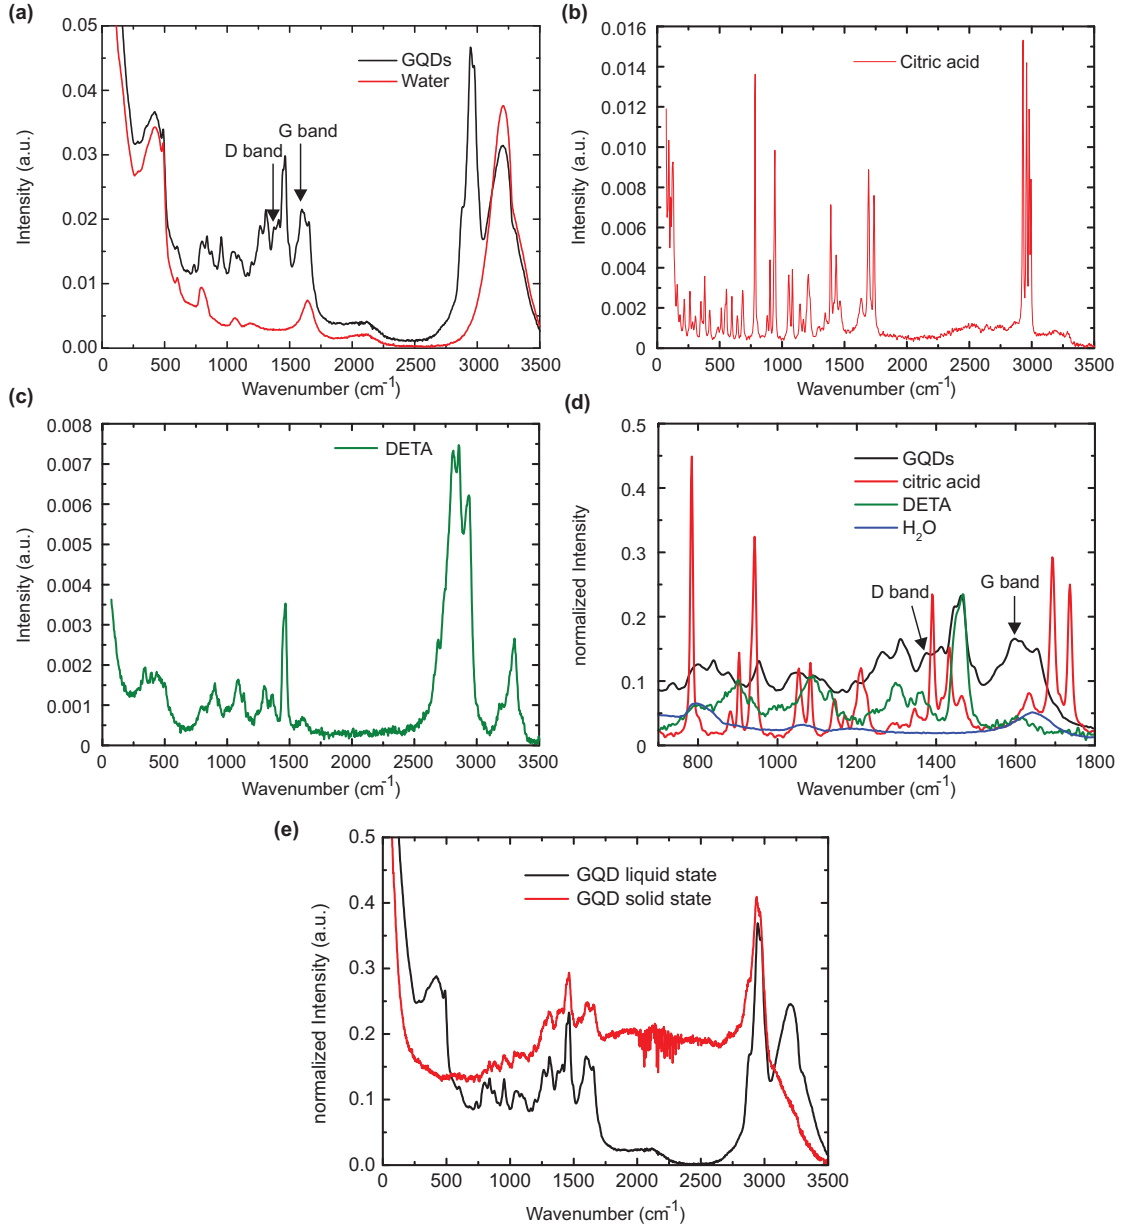 (a)
0.05
0.04
0.03
0.02
0.01
0.00
Intensity (a.u.)
GQDs
Water
D band
G band
0 500 1000 1500 2000 2500 3000 3500
Wavenumber (cm⁻¹)
(b)
0.016
0.014
0.012
0.010
0.008
0.006
0.004
0.002
0
Intensity (a.u.)
Citric acid
0 500 1000 1500 2000 2500 3000 3500
Wavenumber (cm⁻¹)
(c)
0.008
0.007
0.006
0.005
0.004
0.003
0.002
0.001
0
Intensity (a.u.)
DETA
0 500 1000 1500 2000 2500 3000 3500
Wavenumber (cm⁻¹)
(d)
0.5
0.4
0.3
0.2
0.1
0
normalized Intensity
GQDs
citric acid
DETA
H₂O
D band
G band
800 1000 1200 1400 1600 1800
Wavenumber (cm⁻¹)
(e)
0.5
0.4
0.3
0.2
0.1
0.0
normalized Intensity (a.u.)
GQD liquid state
GQD solid state
0 500 1000 1500 2000 2500 3000 3500
Wavenumber (cm⁻¹)